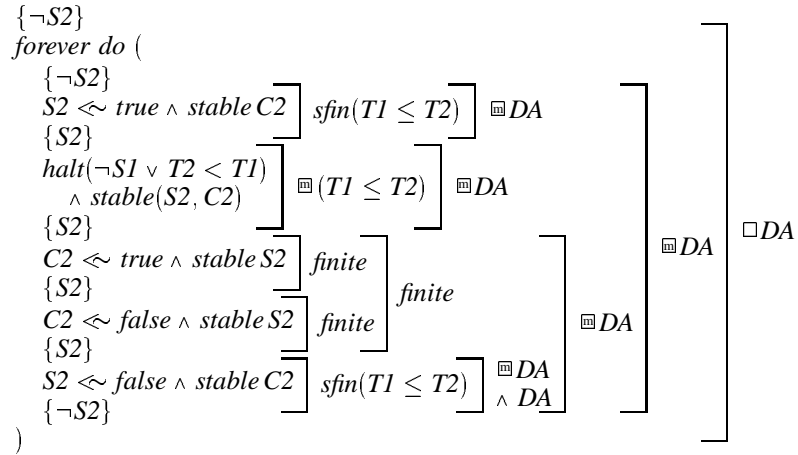 {¬S2}
forever do (
{¬S2}
S2 ⋘~ true ∧ stable C2 sfin(T1 ≤ T2) ⊡m DA
{S2}
halt(¬S1 ∨ T2 < T1)
∧ stable(S2, C2) ⊡m (T1 ≤ T2) ⊡m DA
{S2}
C2 ⋘~ true ∧ stable S2 finite
{S2} finite
C2 ⋘~ false ∧ stable S2 finite
{S2}
S2 ⋘~ false ∧ stable C2 sfin(T1 ≤ T2) ⊡m DA
∧ DA
{¬S2}
)
⊡m DA
⊡m DA
□DA